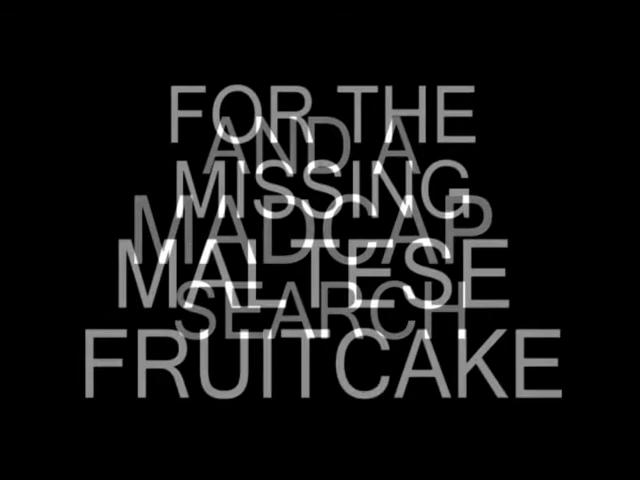 FOR THE
AND A
MISSING
MADCAP
MALTESE
SEARCH
FRUITCAKE